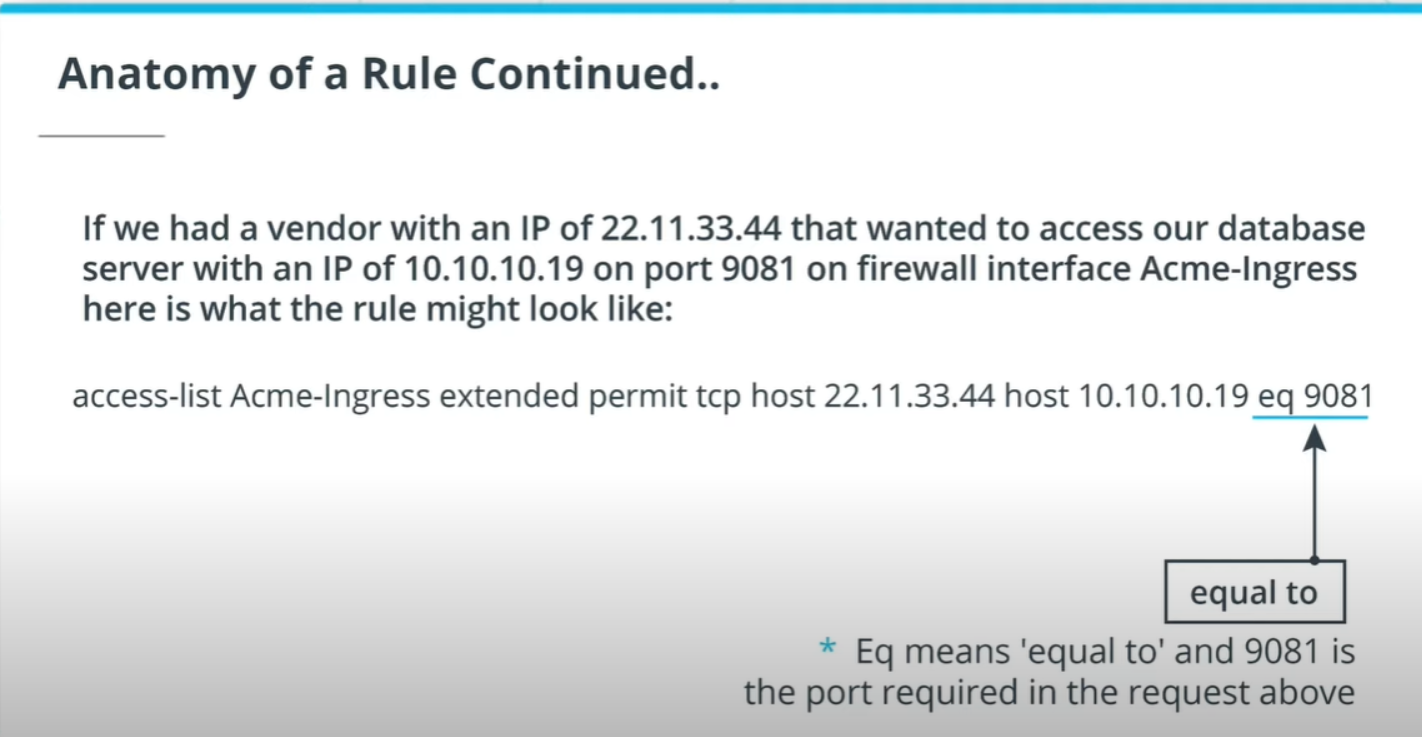 Anatomy of a Rule Continued..
If we had a vendor with an IP of 22.11.33.44 that wanted to access our database
server with an IP of 10.10.10.19 on port 9081 on firewall interface Acme-Ingress
here is what the rule might look like:
access-list Acme-Ingress extended permit tcp host 22.11.33.44 host 10.10.10.19 eq 9081
equal to
* Eq means 'equal to' and 9081 is
the port required in the request above